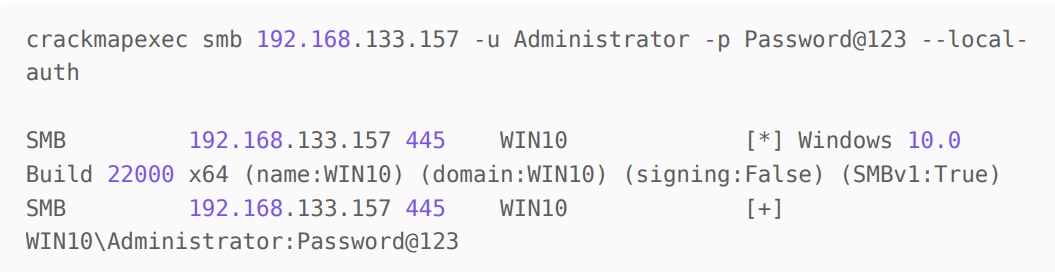 crackmapexec smb 192.168.133.157 -u Administrator -p Password@123 --local-
auth
SMB 192.168.133.157 445 WIN10 [*] Windows 10.0
Build 22000 x64 (name:WIN10) (domain:WIN10) (signing:False) (SMBv1:True)
SMB 192.168.133.157 445 WIN10 [+]
WIN10\Administrator:Password@123